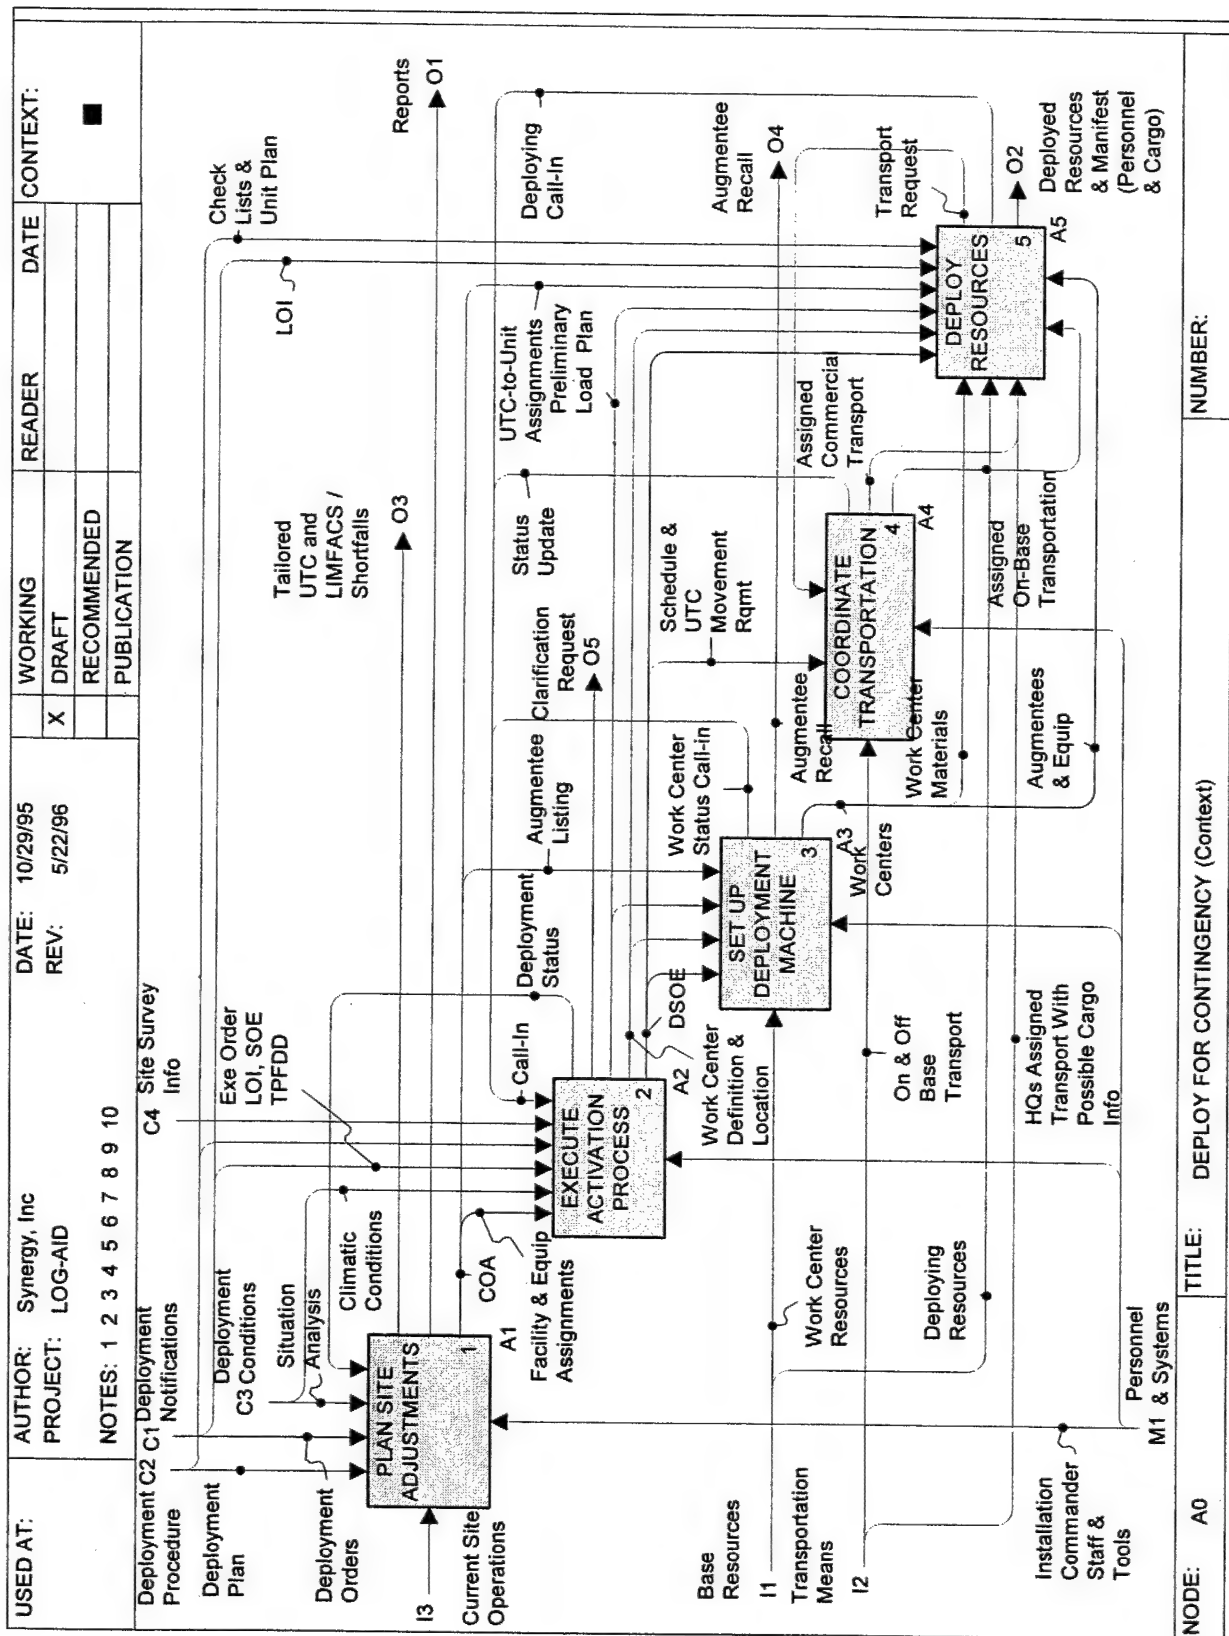 USED AT:
AUTHOR: Synergy, Inc
PROJECT: LOG-AID
NOTES: 1 2 3 4 5 6 7 8 9 10
DATE: 10/29/95
REV: 5/22/96
WORKING
X DRAFT
RECOMMENDED
PUBLICATION
READER DATE
CONTEXT:
Deployment C2
Procedure
C1 Deployment
Notifications
Deployment
Conditions
C3
C4 Site Survey
Info
Deployment
Plan
Deployment
Orders
Situation
Analysis
Climatic
Conditions
Exe Order
LOI, SOE
TPFDD
Check
Lists &
Unit Plan
LOI
I3
Current Site
Operations
PLAN SITE
ADJUSTMENTS
1
A1
Tailored
UTC and
LIMFACS /
Shortfalls
O3
Reports
O1
COA
Facility & Equip
Assignments
Call-In
Deployment
Status
EXECUTE
ACTIVATION
PROCESS
2
A2
Augmentee
Listing
Clarification
Request
O5
Status
Update
UTC-to-Unit
Assignments
Preliminary
Load Plan
Deploying
Call-In
DSOE
Work Center
Definition &
Location
Work Center
Status Call-in
Schedule &
UTC
Movement
Rqmt
SET UP
DEPLOYMENT
MACHINE
3
A3
Augmentee
Recall
Augmentee
Recall
O4
Assigned
Commercial
Transport
Transport
Request
COORDINATE
TRANSPORTATION
4
A4
Work
Centers
Work Center
Materials
Assigned
On-Base
Transportation
DEPLOY
RESOURCES
5
A5
O2
Deployed
Resources
& Manifest
(Personnel
& Cargo)
Augmentees
& Equip
Base
Resources
I1
Transportation
Means
I2
Work Center
Resources
On & Off
Base
Transport
Deploying
Resources
HQs Assigned
Transport With
Possible Cargo
Info
Installation
Commander
Staff &
Tools
Personnel
M1 & Systems
NODE: A0
TITLE: DEPLOY FOR CONTINGENCY (Context)
NUMBER: